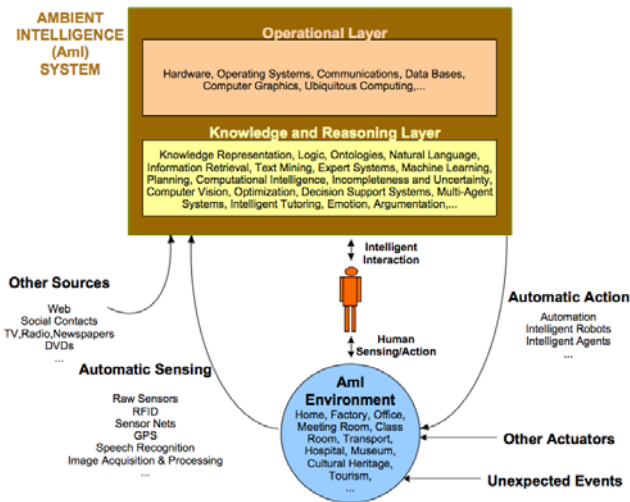 AMBIENT
INTELLIGENCE
(AmI)
SYSTEM
Operational Layer
Hardware, Operating Systems, Communications, Data Bases,
Computer Graphics, Ubiquitous Computing,...
Knowledge and Reasoning Layer
Knowledge Representation, Logic, Ontologies, Natural Language,
Information Retrieval, Text Mining, Expert Systems, Machine Learning,
Planning, Computational Intelligence, Incompleteness and Uncertainty,
Computer Vision, Optimization, Decision Support Systems, Multi-Agent
Systems, Intelligent Tutoring, Emotion, Argumentation,...
Intelligent
Interaction
Other Sources
Web
Social Contacts
TV,Radio,Newspapers
DVDs
...
Automatic Action
Automation
Intelligent Robots
Intelligent Agents
...
Human
Sensing/Action
Automatic Sensing
Raw Sensors
RFID
Sensor Nets
GPS
Speech Recognition
Image Acquisition & Processing
...
AmI
Environment
Home, Factory, Office,
Meeting Room, Class
Room, Transport,
Hospital, Museum,
Cultural Heritage,
Tourism,
...
Other Actuators
Unexpected Events